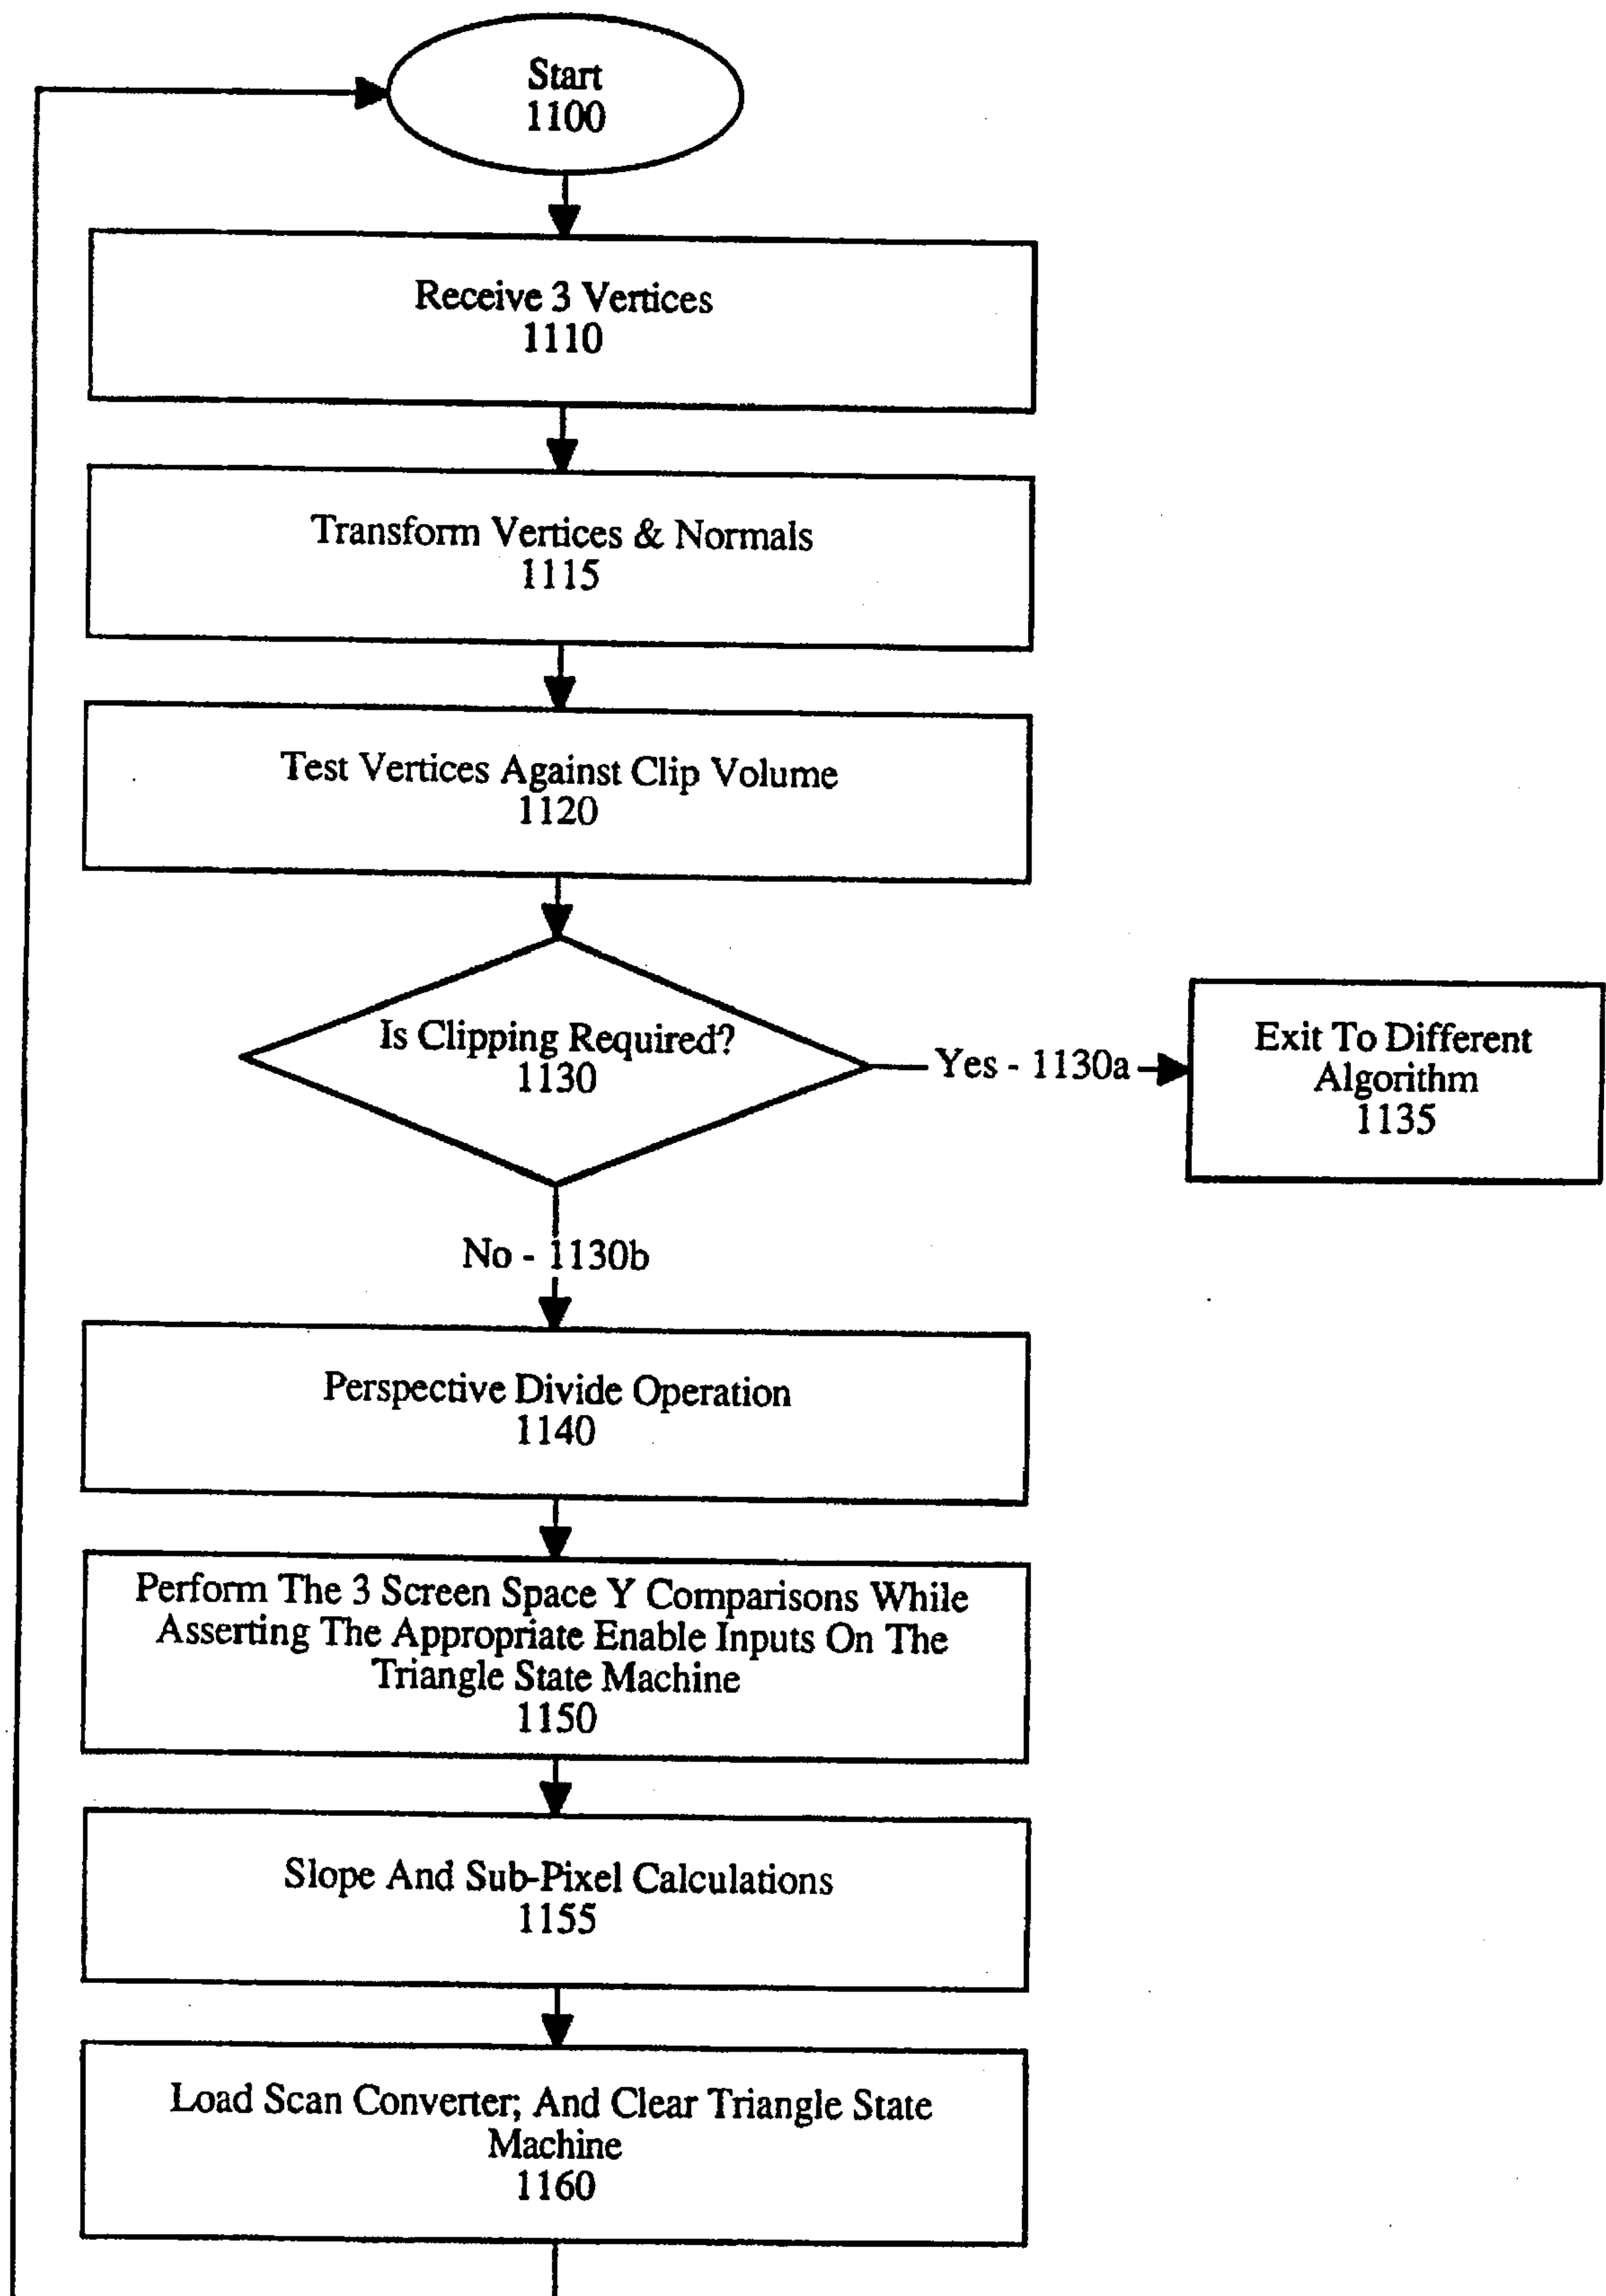 Start
1100
Receive 3 Vertices
1110
Transform Vertices & Normals
1115
Test Vertices Against Clip Volume
1120
Is Clipping Required?
1130
Yes - 1130a
Exit To Different
Algorithm
1135
No - 1130b
Perspective Divide Operation
1140
Perform The 3 Screen Space Y Comparisons While
Asserting The Appropriate Enable Inputs On The
Triangle State Machine
1150
Slope And Sub-Pixel Calculations
1155
Load Scan Converter; And Clear Triangle State
Machine
1160